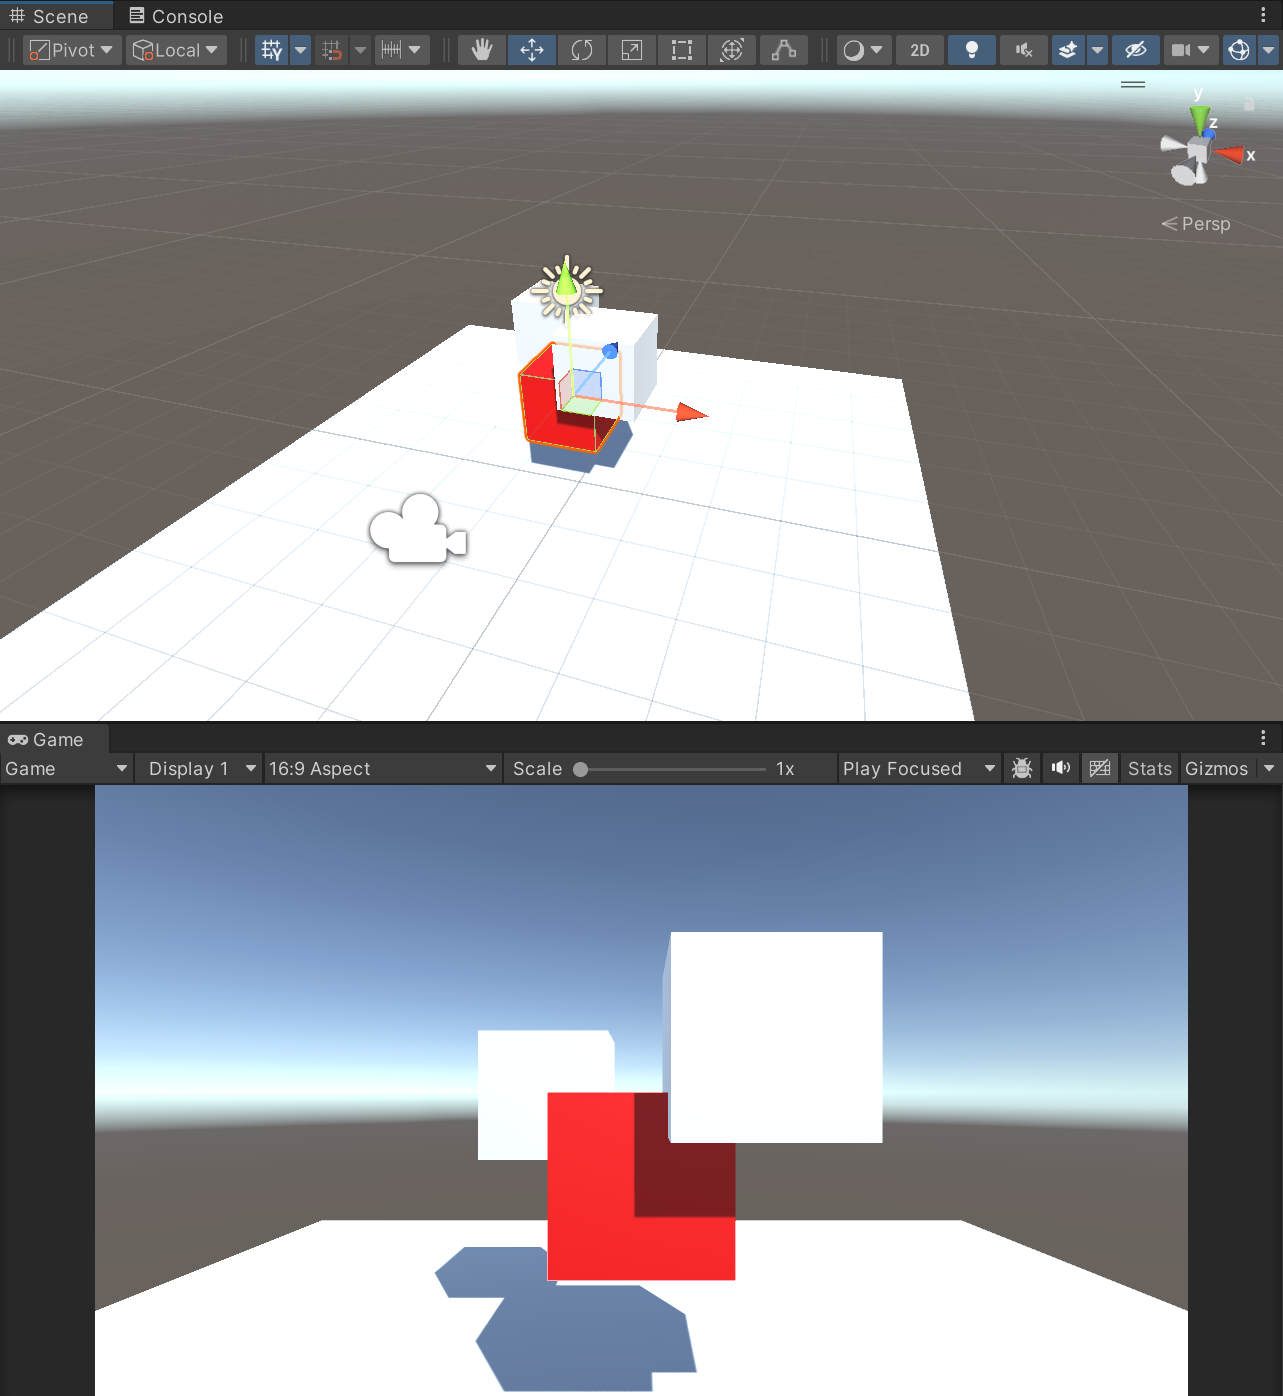 Scene Console
Pivot Local 2D
y
z
x
Persp
Game
Game Display 1 16:9 Aspect Scale 1x Play Focused Stats Gizmos